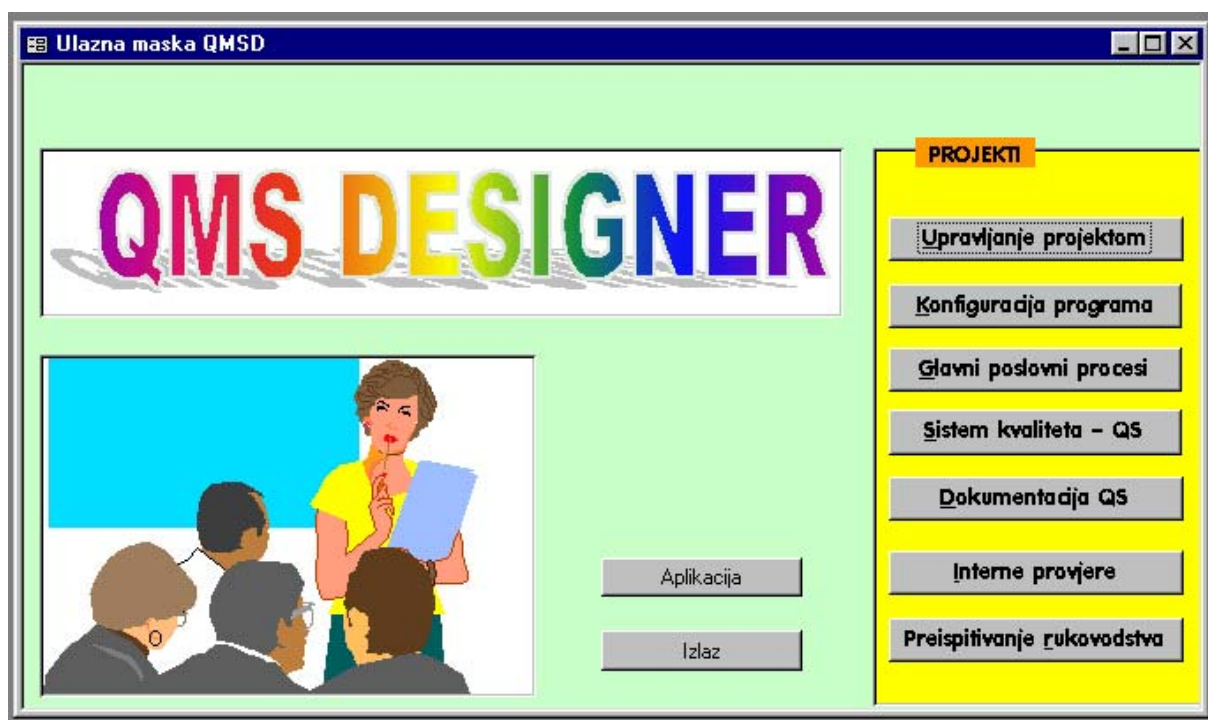 Ulazna maska QMSD
QMS DESIGNER
PROJEKTI
Upravljanje projektom
Konfiguracija programa
Glavni poslovni procesi
Sistem kvaliteta - QS
Dokumentacija QS
Interne provjere
Preispitivanje rukovodstva
Aplikacija
Izlaz